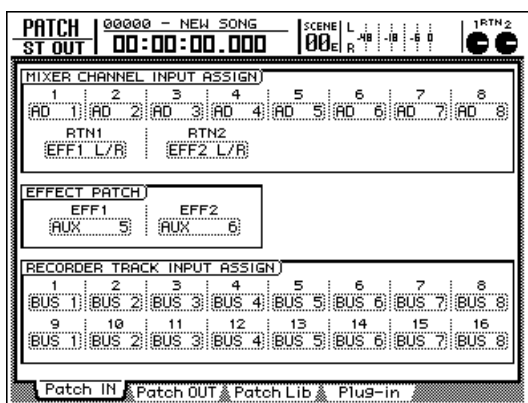 PATCH 00000 - NEW SONG SCENE L -48 -18 -6 0 1RTN2
ST OUT 00:00:00.000 00E R
MIXER CHANNEL INPUT ASSIGN
1 2 3 4 5 6 7 8
AD 1 AD 2 AD 3 AD 4 AD 5 AD 6 AD 7 AD 8
RTN1 RTN2
EFF1 L/R EFF2 L/R
EFFECT PATCH
EFF1 EFF2
AUX 5 AUX 6
RECORDER TRACK INPUT ASSIGN
1 2 3 4 5 6 7 8
BUS 1 BUS 2 BUS 3 BUS 4 BUS 5 BUS 6 BUS 7 BUS 8
9 10 11 12 13 14 15 16
BUS 1 BUS 2 BUS 3 BUS 4 BUS 5 BUS 6 BUS 7 BUS 8
Patch IN Patch OUT Patch Lib Plug-in